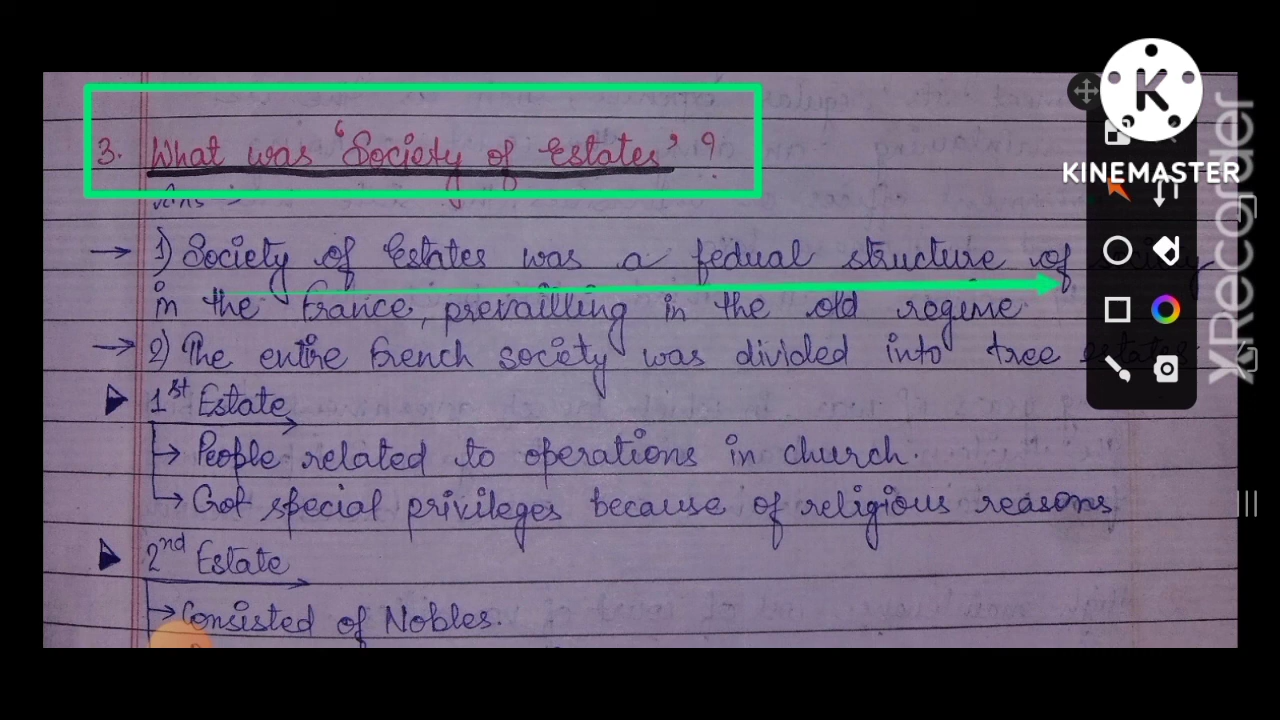 3. What was 'Society of Estates' ?
Ans →
→ 1) Society of Estates was a fedual structure of society
in the france, prevailling in the old regime.
→ 2) The entire french society was divided into tree estates.
1st Estate
→ People related to operations in church.
→ Got special privileges because of religious reasons.
2nd Estate
→ Consisted of Nobles.
K
KINEMASTER
XRecorder